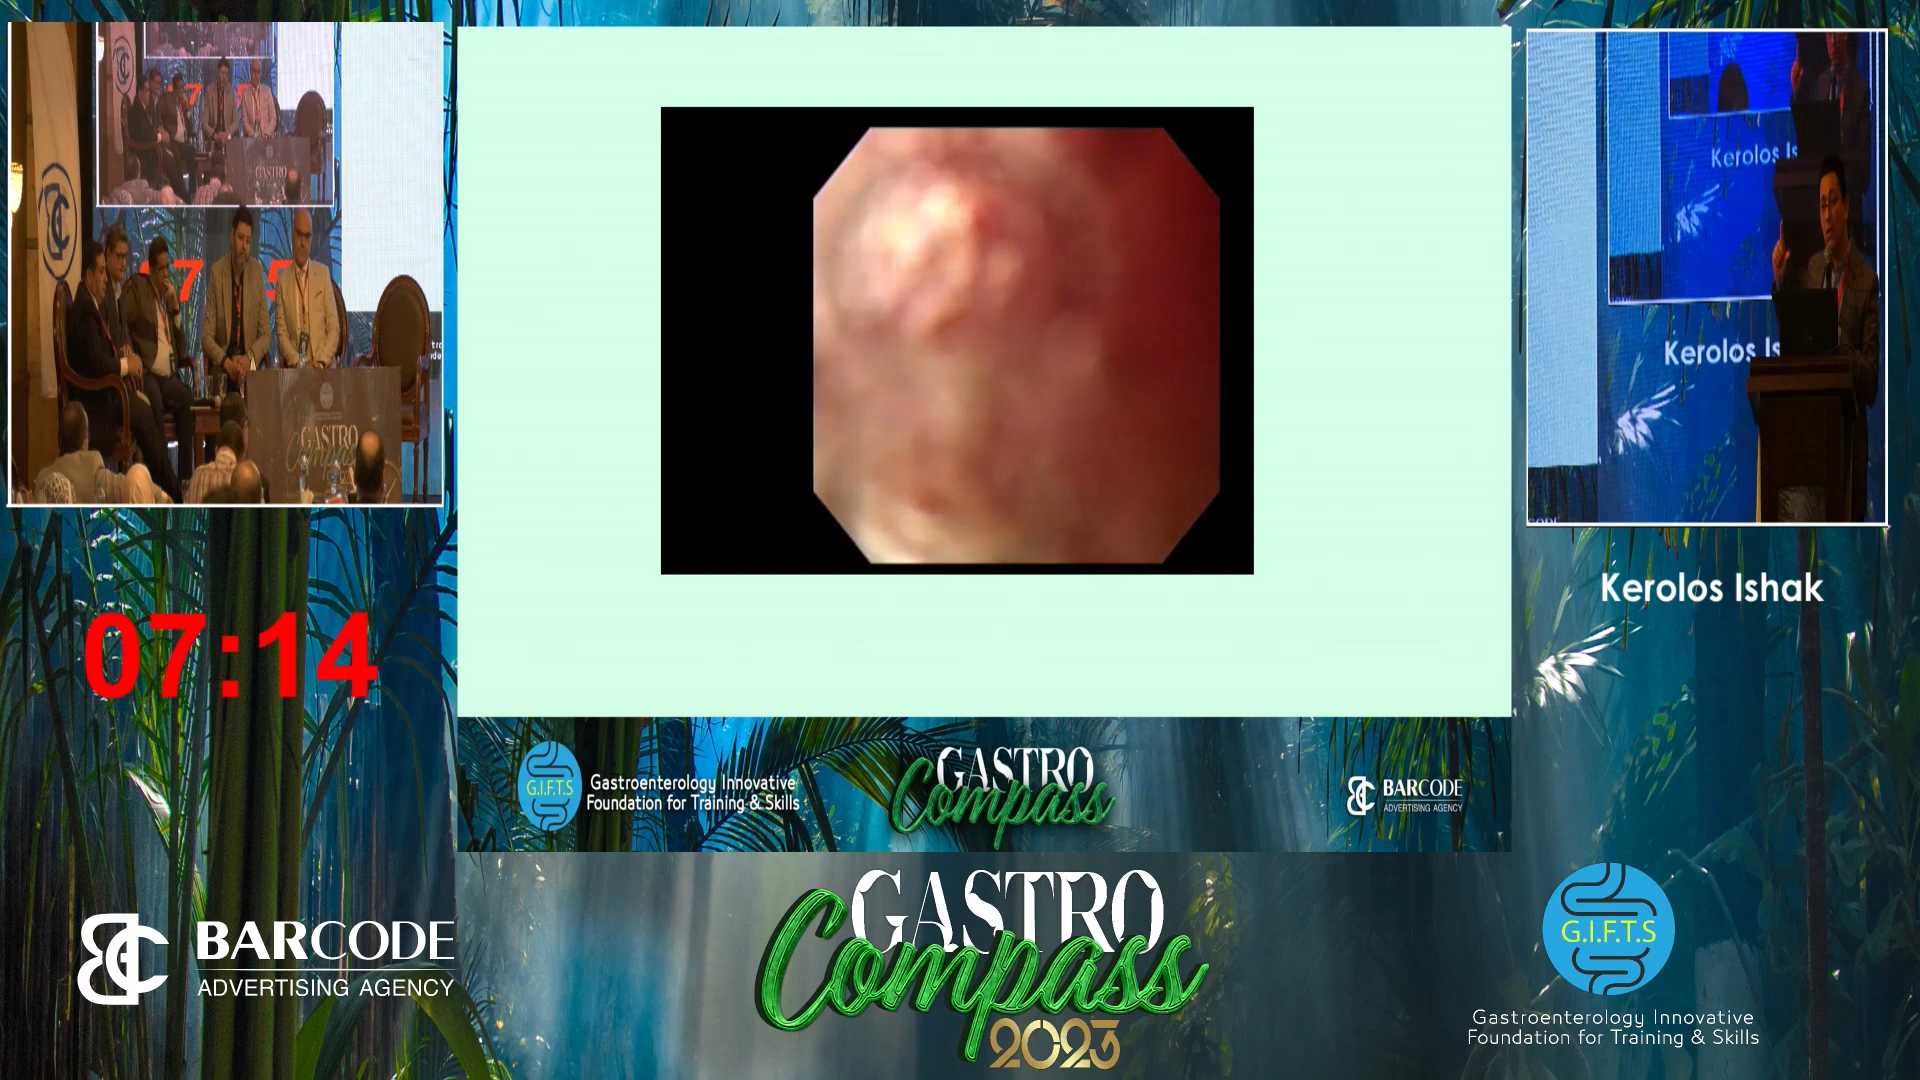 Kerolos Is
Kerolos Is
GASTRO
Kerolos Ishak
07:14
G.I.F.T.S
Gastroenterology Innovative
Foundation for Training & Skills
GASTRO
Compass
BARCODE
ADVERTISING AGENCY
BARCODE
ADVERTISING AGENCY
GASTRO
Compass
2023
G.I.F.T.S
Gastroenterology Innovative
Foundation for Training & Skills